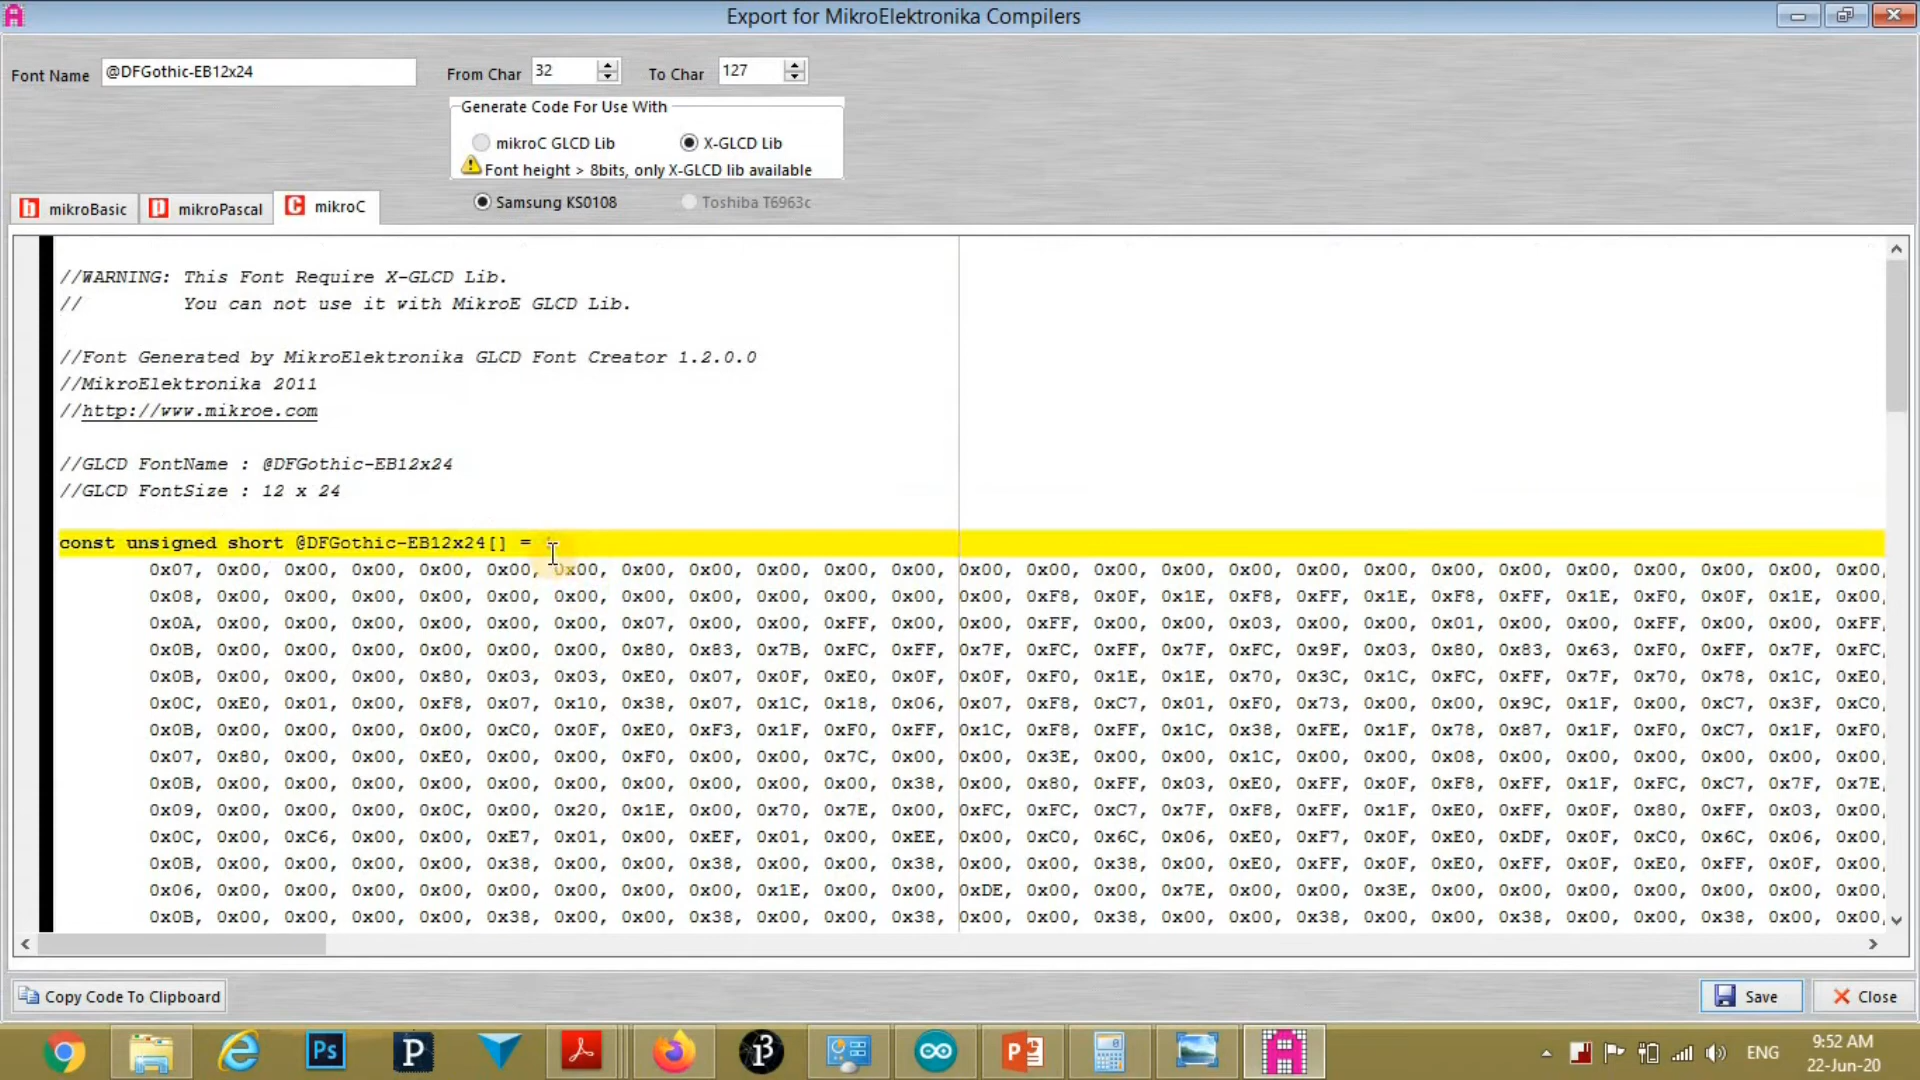 Export for MikroElektronika Compilers
Font Name @DFGothic-EB12x24 From Char 32 To Char 127
Generate Code For Use With
mikroC GLCD Lib X-GLCD Lib
Font height > 8bits, only X-GLCD lib available
Samsung KS0108 Toshiba T6963c
mikroBasic mikroPascal mikroC
//WARNING: This Font Require X-GLCD Lib.
// You can not use it with MikroE GLCD Lib.
//Font Generated by MikroElektronika GLCD Font Creator 1.2.0.0
//MikroElektronika 2011
//http://www.mikroe.com
//GLCD FontName : @DFGothic-EB12x24
//GLCD FontSize : 12 x 24
const unsigned short @DFGothic-EB12x24[] =
0x07, 0x00, 0x00, 0x00, 0x00, 0x00, 0x00, 0x00, 0x00, 0x00, 0x00, 0x00, 0x00, 0x00, 0x00, 0x00, 0x00, 0x00, 0x00, 0x00, 0x00, 0x00, 0x00, 0x00, 0x00, 0x00,
0x08, 0x00, 0x00, 0x00, 0x00, 0x00, 0x00, 0x00, 0x00, 0x00, 0x00, 0x00, 0x00, 0xF8, 0x0F, 0x1E, 0xF8, 0xFF, 0x1E, 0xF8, 0xFF, 0x1E, 0xF0, 0x0F, 0x1E, 0x00,
0x0A, 0x00, 0x00, 0x00, 0x00, 0x00, 0x00, 0x07, 0x00, 0x00, 0xFF, 0x00, 0x00, 0xFF, 0x00, 0x00, 0x03, 0x00, 0x00, 0x01, 0x00, 0x00, 0xFF, 0x00, 0x00, 0xFF,
0x0B, 0x00, 0x00, 0x00, 0x00, 0x00, 0x00, 0x80, 0x83, 0x7B, 0xFC, 0xFF, 0x7F, 0xFC, 0xFF, 0x7F, 0xFC, 0x9F, 0x03, 0x80, 0x83, 0x63, 0xF0, 0xFF, 0x7F, 0xFC,
0x0B, 0x00, 0x00, 0x00, 0x80, 0x03, 0x03, 0xE0, 0x07, 0x0F, 0xE0, 0x0F, 0x0F, 0xF0, 0x1E, 0x1E, 0x70, 0x3C, 0x1C, 0xFC, 0xFF, 0x7F, 0x70, 0x78, 0x1C, 0xE0,
0x0C, 0xE0, 0x01, 0x00, 0xF8, 0x07, 0x10, 0x38, 0x07, 0x1C, 0x18, 0x06, 0x07, 0xF8, 0xC7, 0x01, 0xF0, 0x73, 0x00, 0x00, 0x9C, 0x1F, 0x00, 0xC7, 0x3F, 0xC0,
0x0B, 0x00, 0x00, 0x00, 0x00, 0xC0, 0x0F, 0xE0, 0xF3, 0x1F, 0xF0, 0xFF, 0x1C, 0xF8, 0xFF, 0x1C, 0x38, 0xFE, 0x1F, 0x78, 0x87, 0x1F, 0xF0, 0xC7, 0x1F, 0xF0,
0x07, 0x80, 0x00, 0x00, 0xE0, 0x00, 0x00, 0xF0, 0x00, 0x00, 0x7C, 0x00, 0x00, 0x3E, 0x00, 0x00, 0x1C, 0x00, 0x00, 0x08, 0x00, 0x00, 0x00, 0x00, 0x00, 0x00,
0x0B, 0x00, 0x00, 0x00, 0x00, 0x00, 0x00, 0x00, 0x00, 0x00, 0x00, 0x38, 0x00, 0x80, 0xFF, 0x03, 0xE0, 0xFF, 0x0F, 0xF8, 0xFF, 0x1F, 0xFC, 0xC7, 0x7F, 0x7E,
0x09, 0x00, 0x00, 0x00, 0x0C, 0x00, 0x20, 0x1E, 0x00, 0x70, 0x7E, 0x00, 0xFC, 0xFC, 0xC7, 0x7F, 0xF8, 0xFF, 0x1F, 0xE0, 0xFF, 0x0F, 0x80, 0xFF, 0x03, 0x00,
0x0C, 0x00, 0xC6, 0x00, 0x00, 0xE7, 0x01, 0x00, 0xEF, 0x01, 0x00, 0xEE, 0x00, 0xC0, 0x6C, 0x06, 0xE0, 0xF7, 0x0F, 0xE0, 0xDF, 0x0F, 0xC0, 0x6C, 0x06, 0x00,
0x0B, 0x00, 0x00, 0x00, 0x00, 0x38, 0x00, 0x00, 0x38, 0x00, 0x00, 0x38, 0x00, 0x00, 0x38, 0x00, 0xE0, 0xFF, 0x0F, 0xE0, 0xFF, 0x0F, 0xE0, 0xFF, 0x0F, 0x00,
0x06, 0x00, 0x00, 0x00, 0x00, 0x00, 0x00, 0x00, 0x00, 0x1E, 0x00, 0x00, 0xDE, 0x00, 0x00, 0x7E, 0x00, 0x00, 0x3E, 0x00, 0x00, 0x00, 0x00, 0x00, 0x00, 0x00,
0x0B, 0x00, 0x00, 0x00, 0x00, 0x38, 0x00, 0x00, 0x38, 0x00, 0x00, 0x38, 0x00, 0x00, 0x38, 0x00, 0x00, 0x38, 0x00, 0x00, 0x38, 0x00, 0x00, 0x38, 0x00, 0x00,
Copy Code To Clipboard Save Close
Ps P i3 P ENG 9:52 AM
22-Jun-20